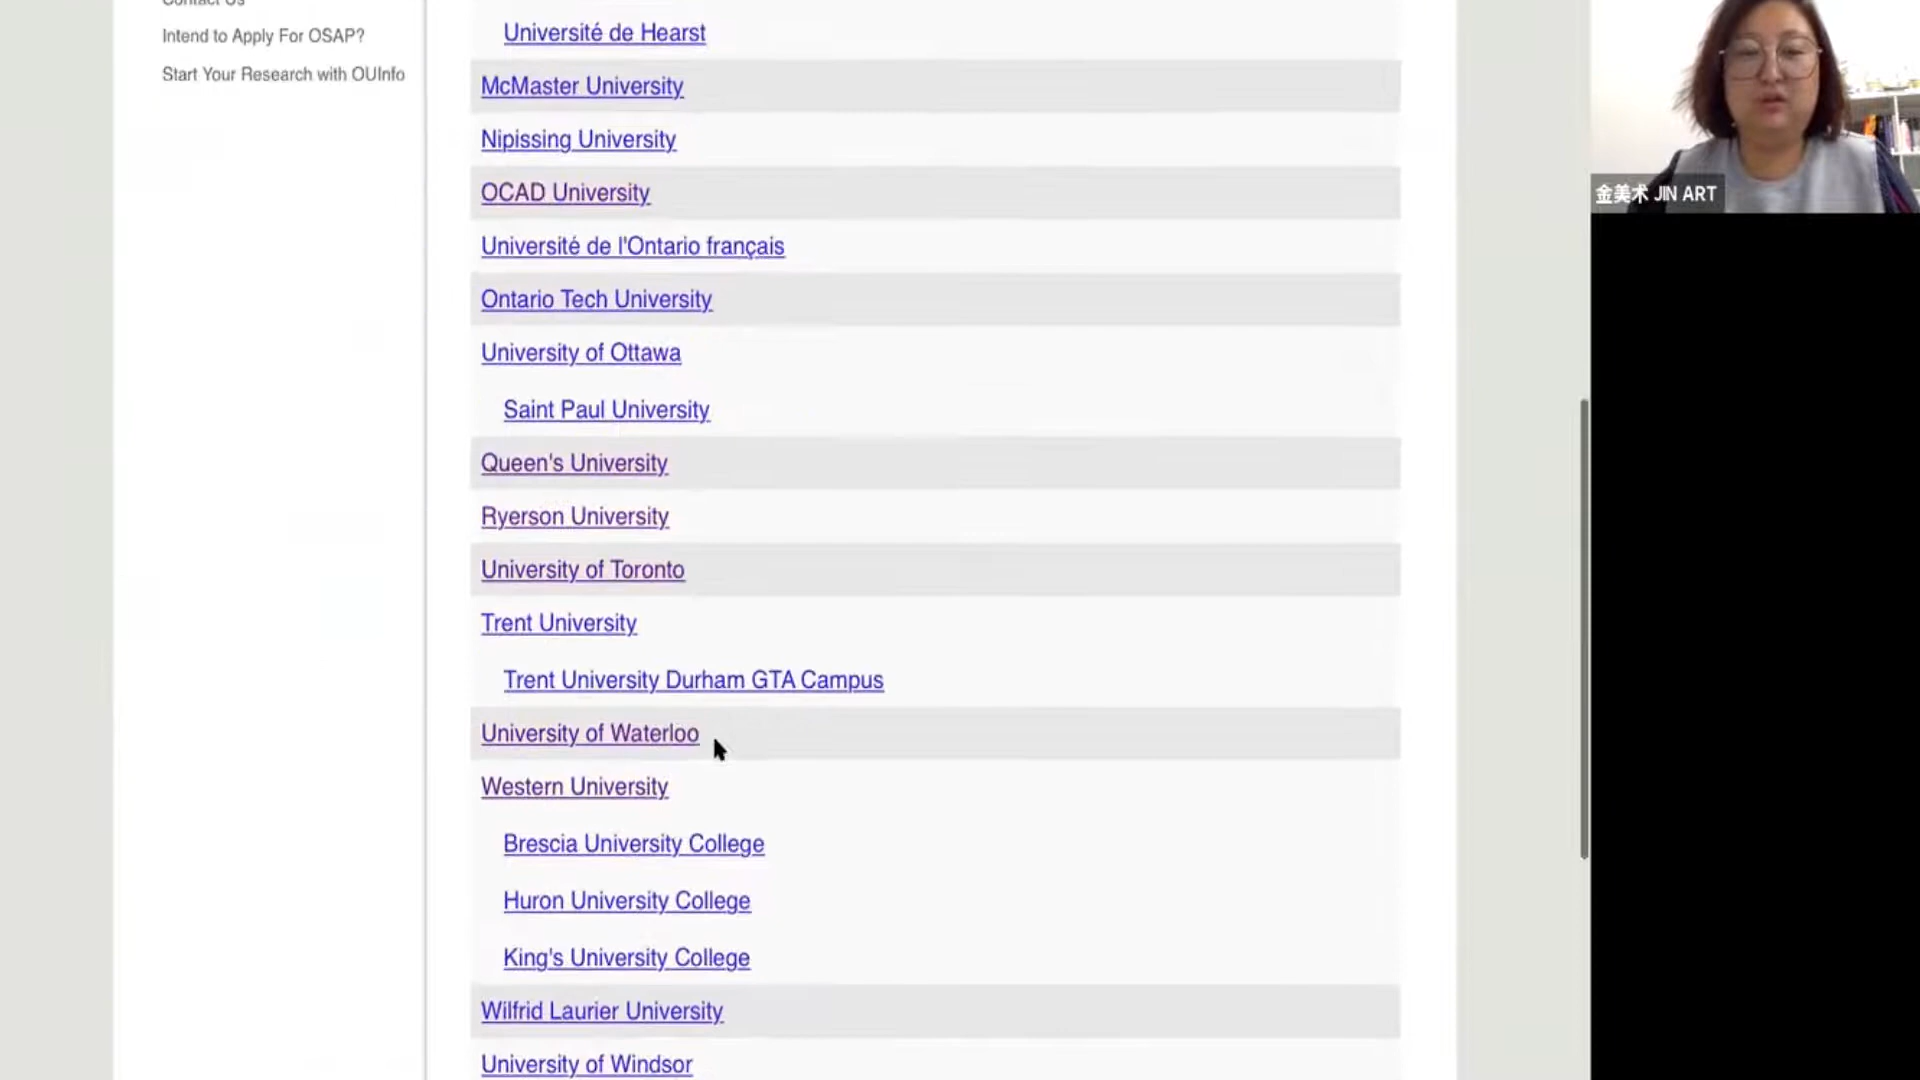 Contact Us
Intend to Apply For OSAP?
Start Your Research with OUInfo
Université de Hearst
McMaster University
Nipissing University
OCAD University
Université de l'Ontario français
Ontario Tech University
University of Ottawa
Saint Paul University
Queen's University
Ryerson University
University of Toronto
Trent University
Trent University Durham GTA Campus
University of Waterloo
Western University
Brescia University College
Huron University College
King's University College
Wilfrid Laurier University
University of Windsor
金美术 JIN ART